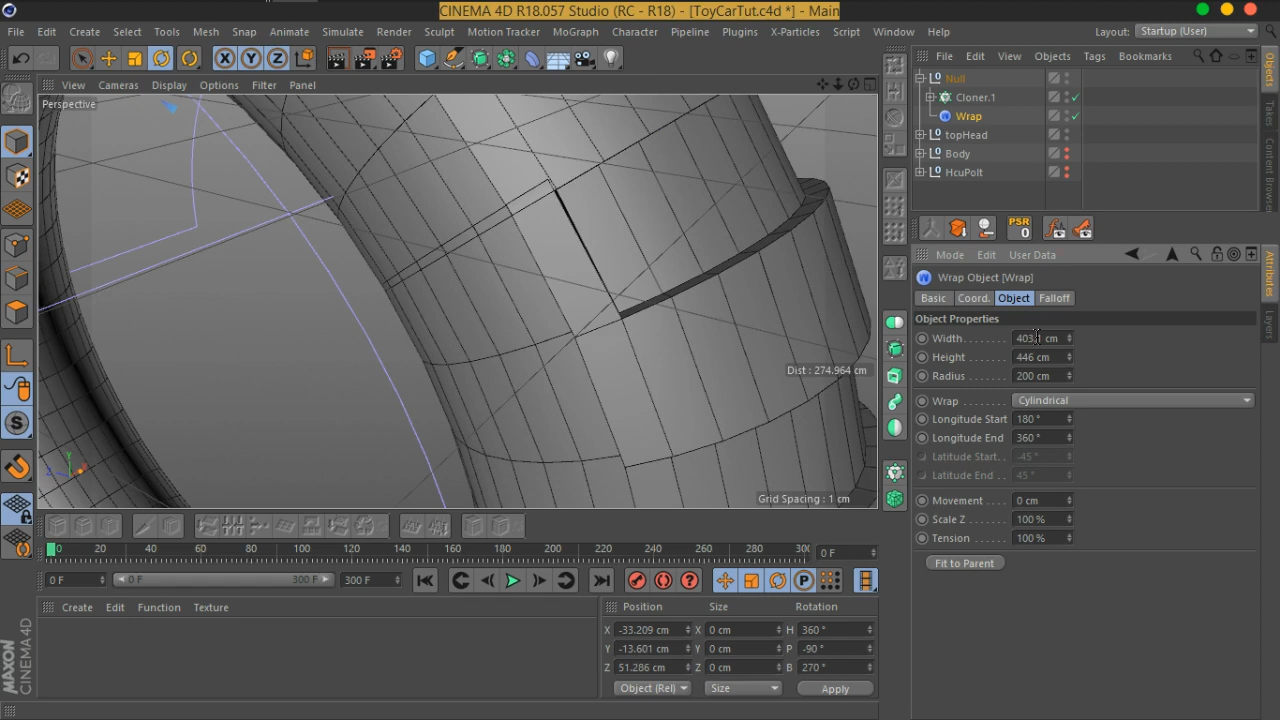 CINEMA 4D R18.057 Studio (RC - R18) - [ToyCarTut.c4d *] - Main
File Edit Create Select Tools Mesh Snap Animate Simulate Render Sculpt Motion Tracker MoGraph Character Pipeline Plugins X-Particles Script Window Help Layout: Startup (User)
X Y Z
View Cameras Display Options Filter Panel
Perspective
Dist : 274.964 cm
Grid Spacing : 1 cm
Y
Z
File Edit View Objects Tags Bookmarks
Null
Cloner.1
Wrap
topHead
Body
HcuPolt
Objects
Takes
Content Browser
PSR
0
Mode Edit User Data
Wrap Object [Wrap]
Basic Coord. Object Falloff
Object Properties
Width 403.1 cm
Height 446 cm
Radius 200 cm
Wrap Cylindrical
Longitude Start 180 °
Longitude End 360 °
Latitude Start -45 °
Latitude End 45 °
Movement 0 cm
Scale Z 100 %
Tension 100 %
Fit to Parent
Attributes
Layers
0 20 40 60 80 100 120 140 160 180 200 220 240 260 280 30 0 F
0 F 0 F 300 F 300 F
P
Create Edit Function Texture
Position Size Rotation
X -33.209 cm X 0 cm H 360 °
Y -13.601 cm Y 0 cm P -90 °
Z 51.286 cm Z 0 cm B 270 °
Object (Rel) Size Apply
MAXON
CINEMA 4D